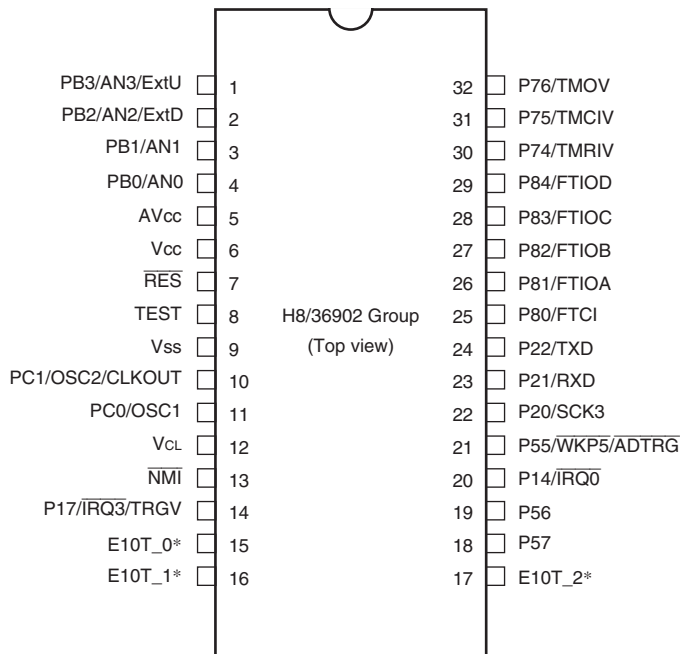 PB3/AN3/ExtU 1 32 P76/TMOV
PB2/AN2/ExtD 2 31 P75/TMCIV
PB1/AN1 3 30 P74/TMRIV
PB0/AN0 4 29 P84/FTIOD
AVcc 5 28 P83/FTIOC
Vcc 6 27 P82/FTIOB
RES 7 26 P81/FTIOA
TEST 8 H8/36902 Group 25 P80/FTCI
Vss 9 (Top view) 24 P22/TXD
PC1/OSC2/CLKOUT 10 23 P21/RXD
PC0/OSC1 11 22 P20/SCK3
VCL 12 21 P55/WKP5/ADTRG
NMI 13 20 P14/IRQ0
P17/IRQ3/TRGV 14 19 P56
E10T_0* 15 18 P57
E10T_1* 16 17 E10T_2*